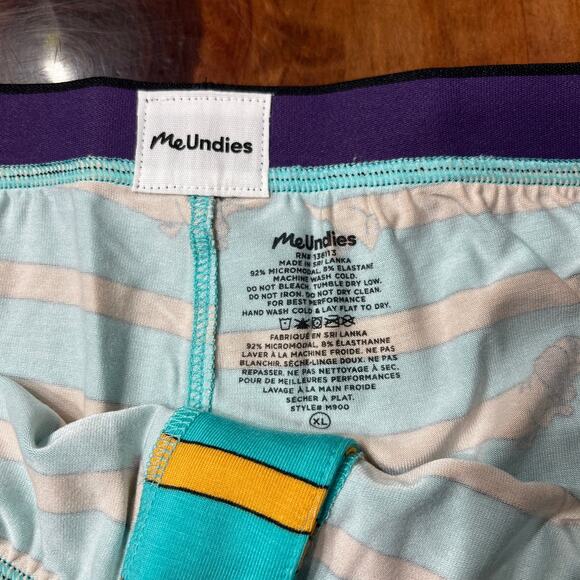 MeUndies
MeUndies
RN# 138113
MADE IN SRI LANKA
92% MICROMODAL, 8% ELASTANE
MACHINE WASH COLD.
DO NOT BLEACH, TUMBLE DRY LOW.
DO NOT IRON. DO NOT DRY CLEAN.
FOR BEST PERFORMANCE
HAND WASH COLD & LAY FLAT TO DRY.
FABRIQUÉ EN SRI LANKA
92% MICROMODAL, 8% ÉLASTHANNE
LAVER À LA MACHINE FROIDE. NE PAS
BLANCHIR. SÈCHE-LINGE DOUX. NE PAS
REPASSER. NE PAS NETTOYAGE À SEC.
POUR DE MEILLEURES PERFORMANCES
LAVAGE À LA MAIN FROIDE
SÉCHER À PLAT.
STYLE# M900
XL